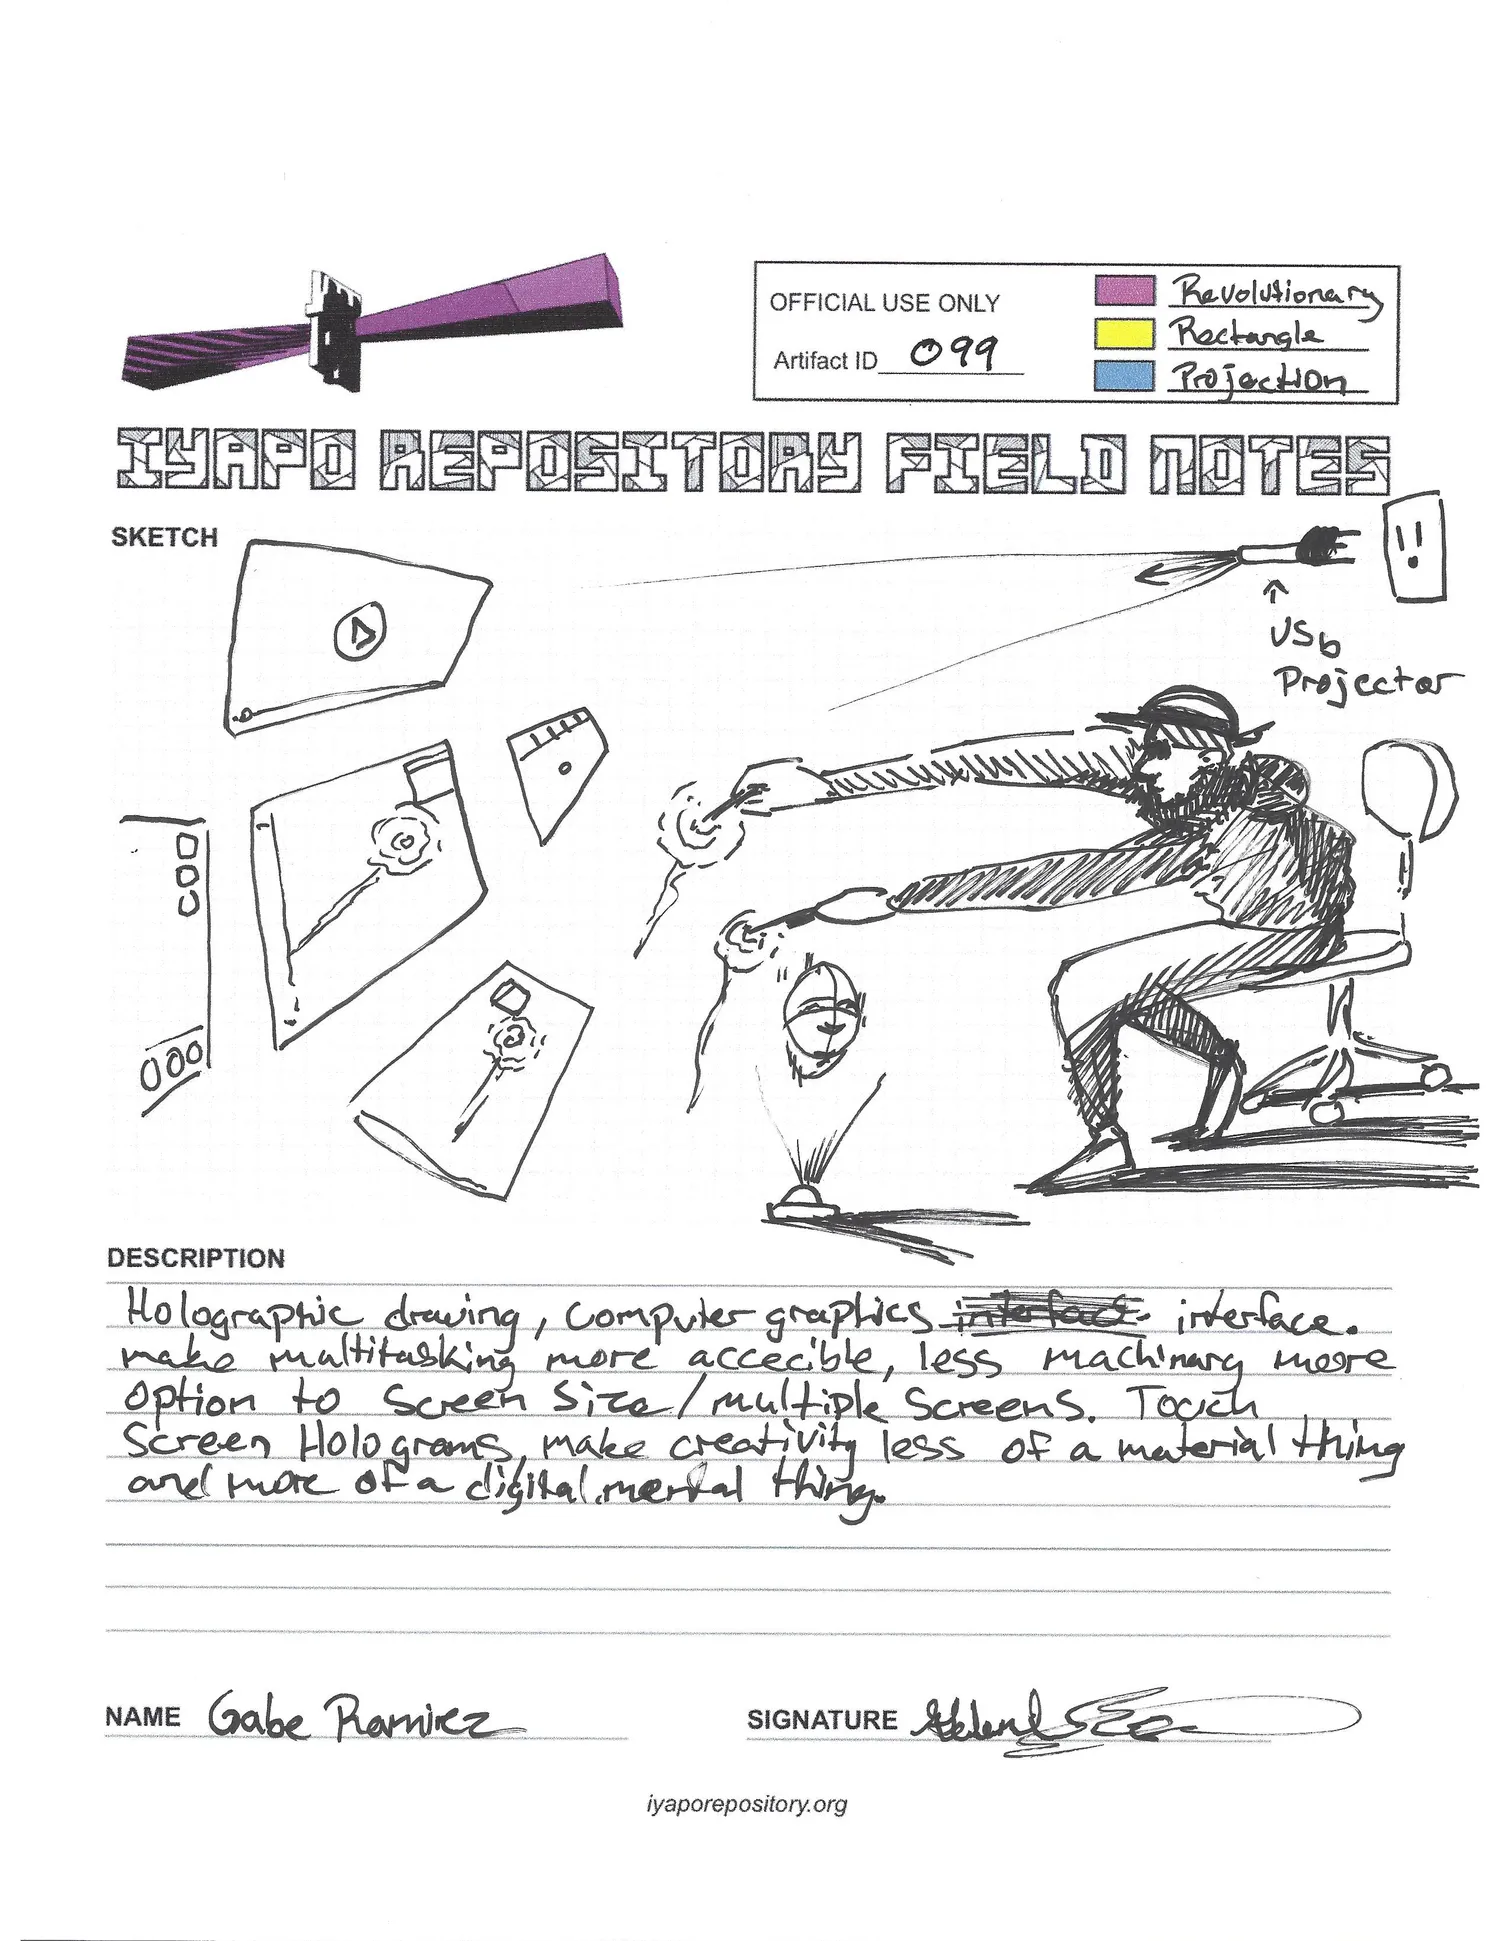 OFFICIAL USE ONLY
Artifact ID 099
Revolutionary
Rectangle
Projection
IYAPO REPOSITORY FIELD NOTES
SKETCH
USb
Projector
DESCRIPTION
Holographic drawing, computer graphics interface.
make multitasking more accecible, less machinary more
option to Screen Size/multiple Screens. Touch
Screen Holograms, make creativity less of a material thing
and more of a digital, mental thing.
NAME Gabe Ramirez
SIGNATURE
iyaporepository.org